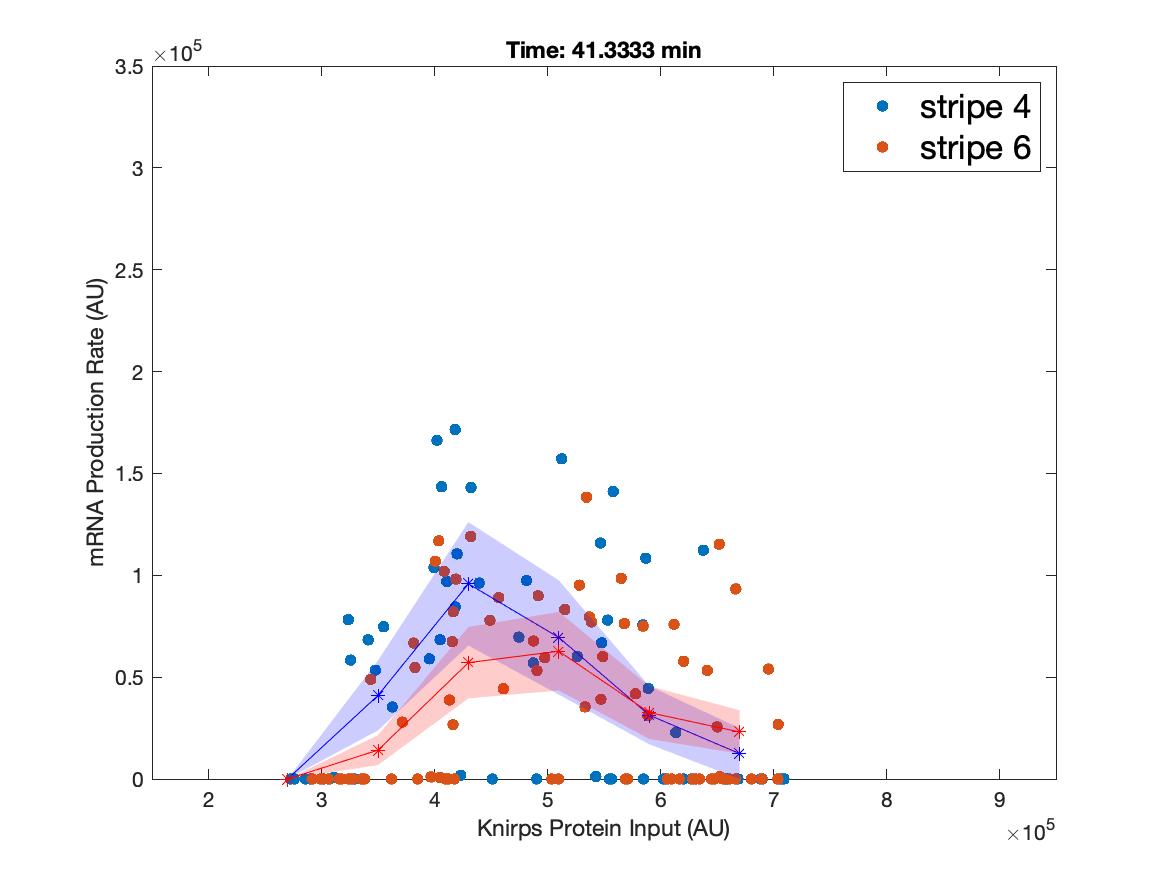 Time: 41.3333 min
×10^5
3.5
3
2.5
2
1.5
1
0.5
0
mRNA Production Rate (AU)
stripe 4
stripe 6
2 3 4 5 6 7 8 9
Knirps Protein Input (AU)
×10^5